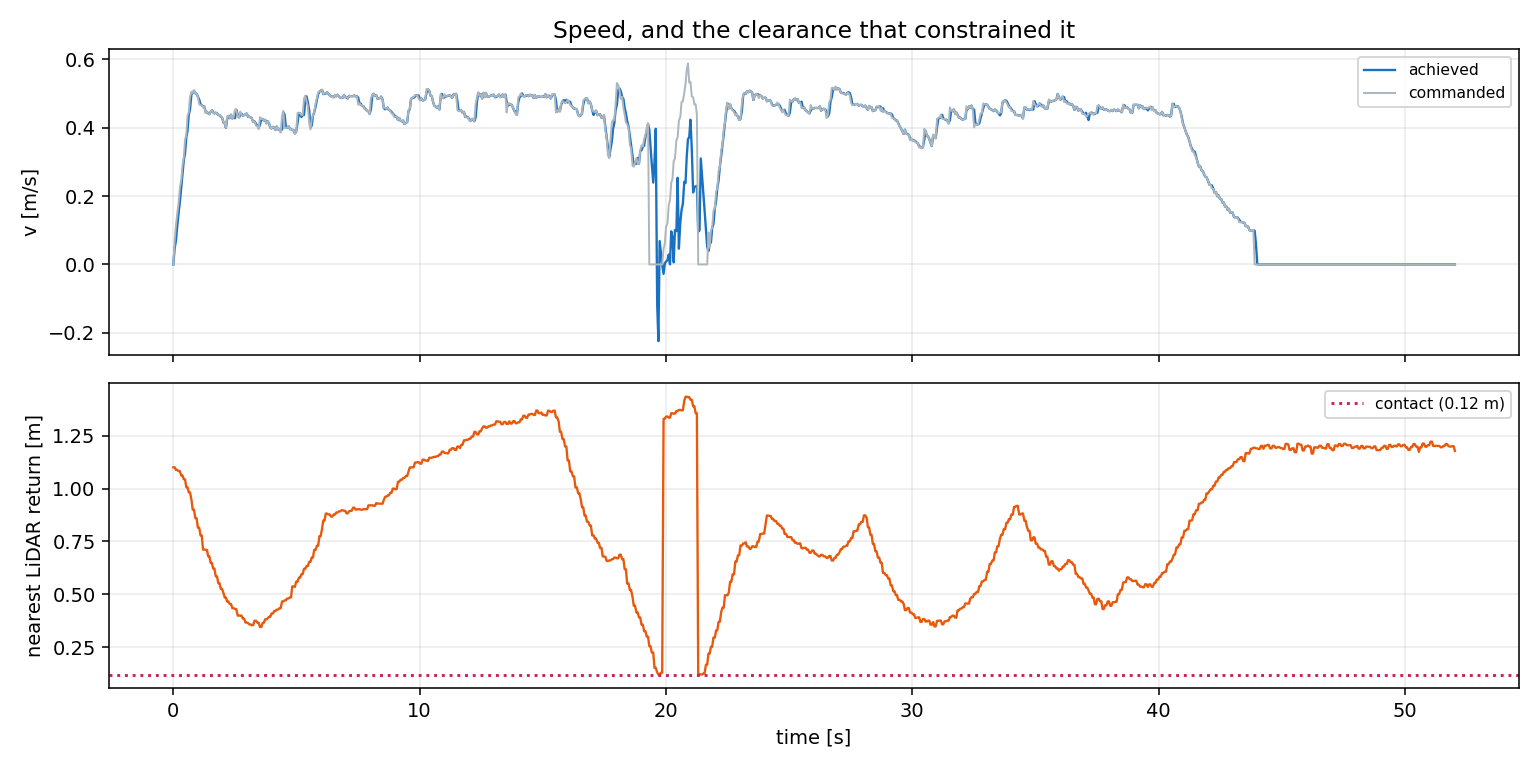 Speed, and the clearance that constrained it
achieved
commanded
v [m/s]
0.6
0.4
0.2
0.0
−0.2
contact (0.12 m)
nearest LiDAR return [m]
1.25
1.00
0.75
0.50
0.25
0 10 20 30 40 50
time [s]